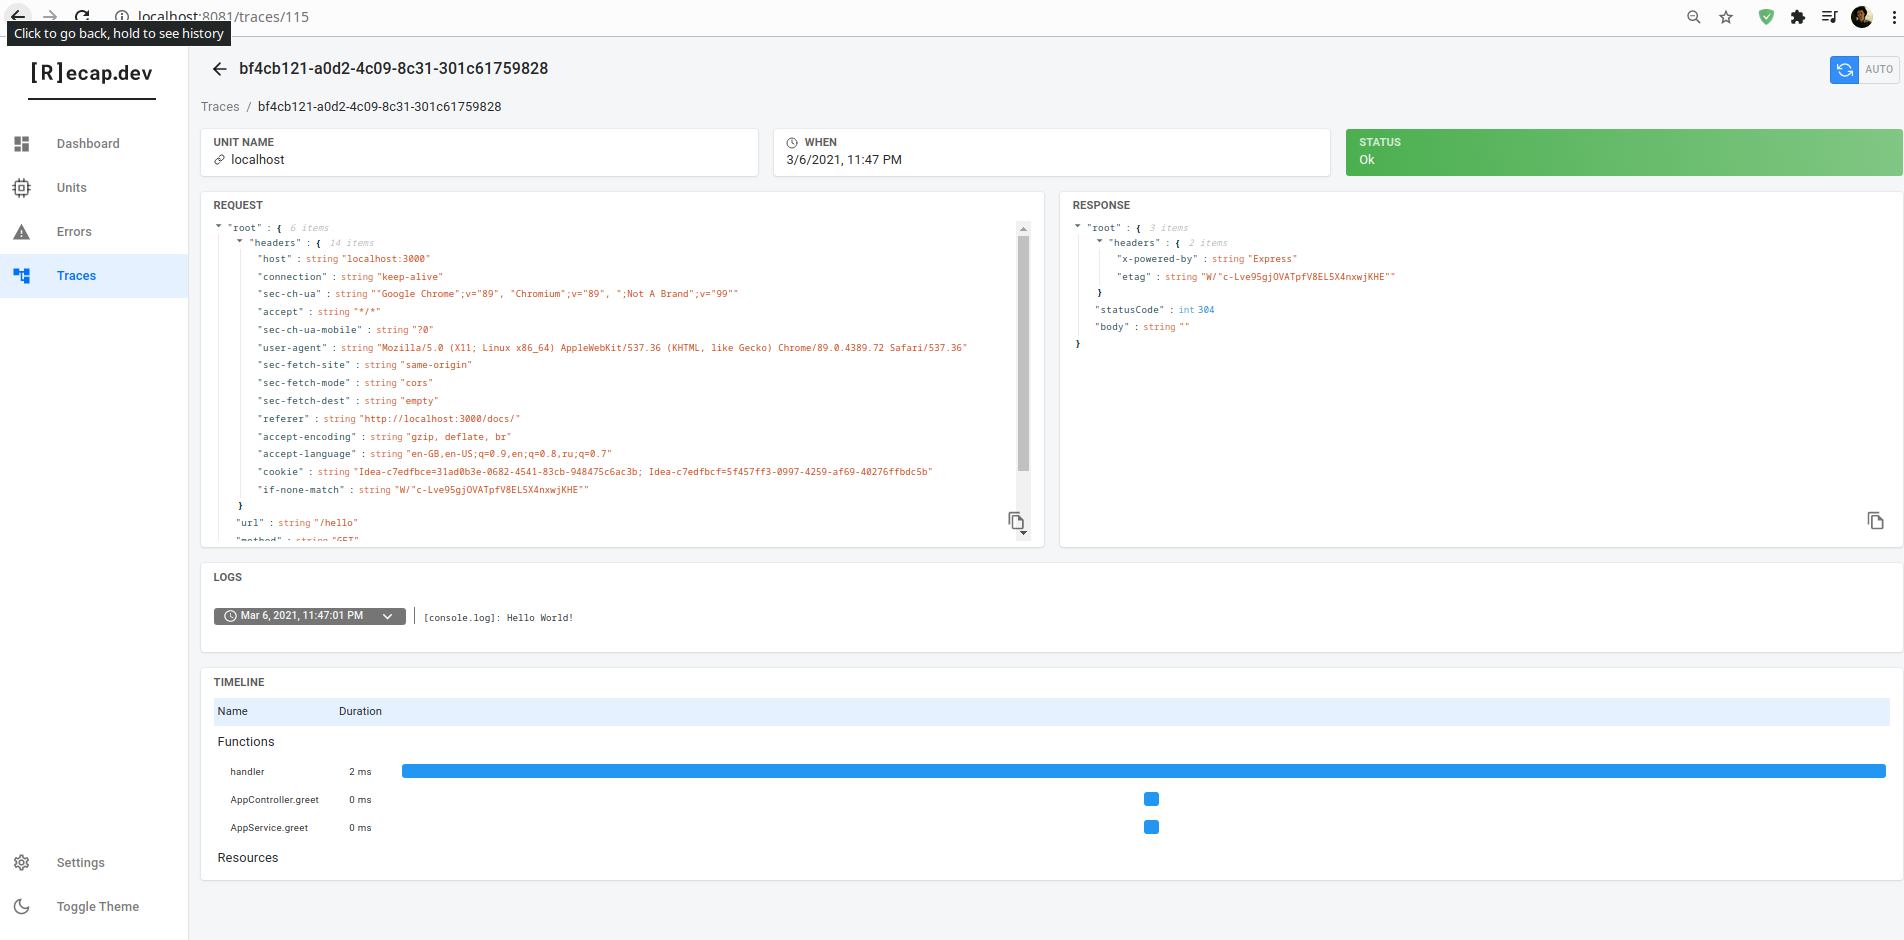 localhost:8081/traces/115
Click to go back, hold to see history
[R]ecap.dev
Dashboard
Units
Errors
Traces
Settings
Toggle Theme
bf4cb121-a0d2-4c09-8c31-301c61759828
AUTO
Traces / bf4cb121-a0d2-4c09-8c31-301c61759828
UNIT NAME
localhost
WHEN
3/6/2021, 11:47 PM
STATUS
Ok
REQUEST
"root" : { 6 items
"headers" : { 14 items
"host" : string "localhost:3000"
"connection" : string "keep-alive"
"sec-ch-ua" : string ""Google Chrome";v="89", "Chromium";v="89", ";Not A Brand";v="99""
"accept" : string "*/*"
"sec-ch-ua-mobile" : string "?0"
"user-agent" : string "Mozilla/5.0 (X11; Linux x86_64) AppleWebKit/537.36 (KHTML, like Gecko) Chrome/89.0.4389.72 Safari/537.36"
"sec-fetch-site" : string "same-origin"
"sec-fetch-mode" : string "cors"
"sec-fetch-dest" : string "empty"
"referer" : string "http://localhost:3000/docs/"
"accept-encoding" : string "gzip, deflate, br"
"accept-language" : string "en-GB,en-US;q=0.9,en;q=0.8,ru;q=0.7"
"cookie" : string "Idea-c7edfbce=31ad0b3e-0682-4541-83cb-948475c6ac3b; Idea-c7edfbcf=5f457ff3-0997-4259-af69-40276ffbdc5b"
"if-none-match" : string "W/"c-Lve95gjOVATpfV8EL5X4nxwjKHE""
}
"url" : string "/hello"
"method" : string "GET"
RESPONSE
"root" : { 3 items
"headers" : { 2 items
"x-powered-by" : string "Express"
"etag" : string "W/"c-Lve95gjOVATpfV8EL5X4nxwjKHE""
}
"statusCode" : int 304
"body" : string ""
}
LOGS
Mar 6, 2021, 11:47:01 PM
[console.log]: Hello World!
TIMELINE
Name Duration
Functions
handler 2 ms
AppController.greet 0 ms
AppService.greet 0 ms
Resources